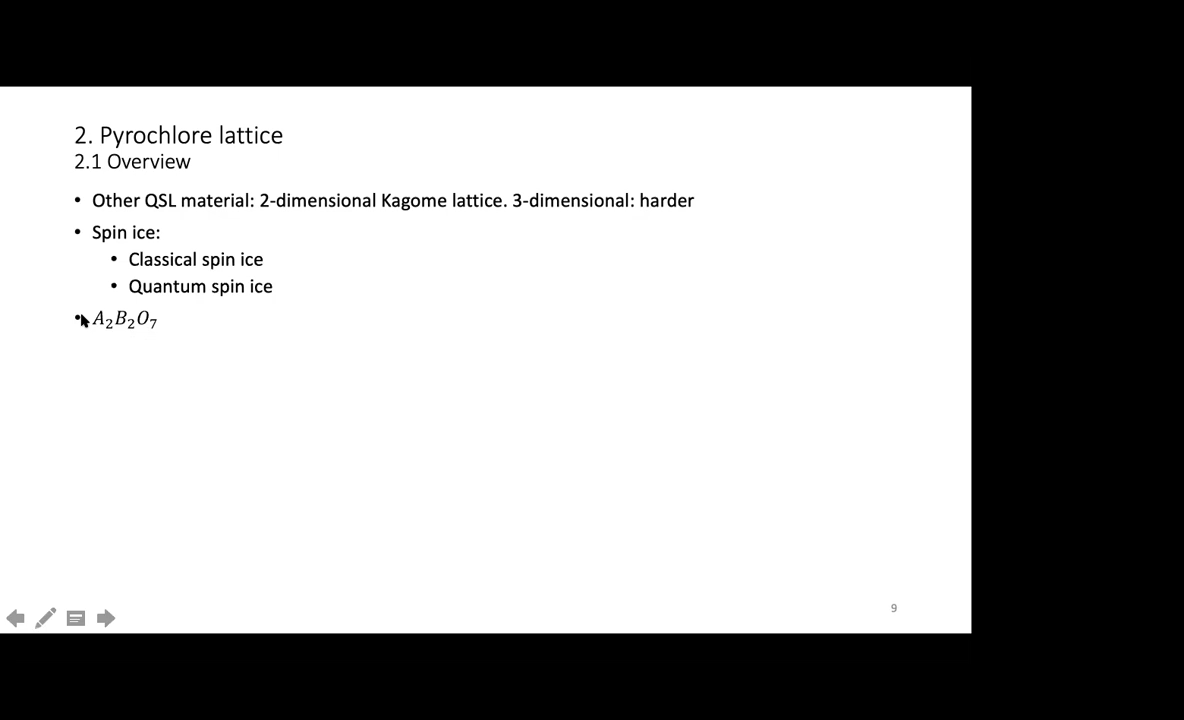 2. Pyrochlore lattice
2.1 Overview
• Other QSL material: 2-dimensional Kagome lattice. 3-dimensional: harder
• Spin ice:
• Classical spin ice
• Quantum spin ice
• A₂B₂O₇
9